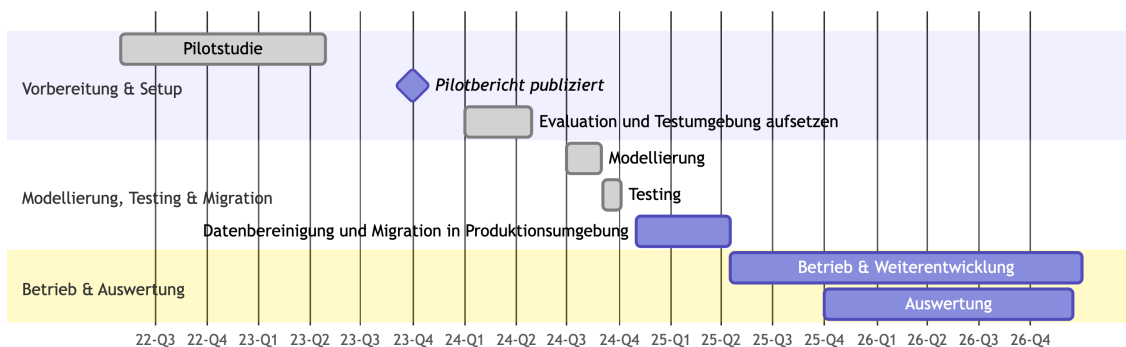 Pilotstudie
Vorbereitung & Setup
Pilotbericht publiziert
Evaluation und Testumgebung aufsetzen
Modellierung
Modellierung, Testing & Migration
Testing
Datenbereinigung und Migration in Produktionsumgebung
Betrieb & Weiterentwicklung
Betrieb & Auswertung
Auswertung
22-Q3 22-Q4 23-Q1 23-Q2 23-Q3 23-Q4 24-Q1 24-Q2 24-Q3 24-Q4 25-Q1 25-Q2 25-Q3 25-Q4 26-Q1 26-Q2 26-Q3 26-Q4